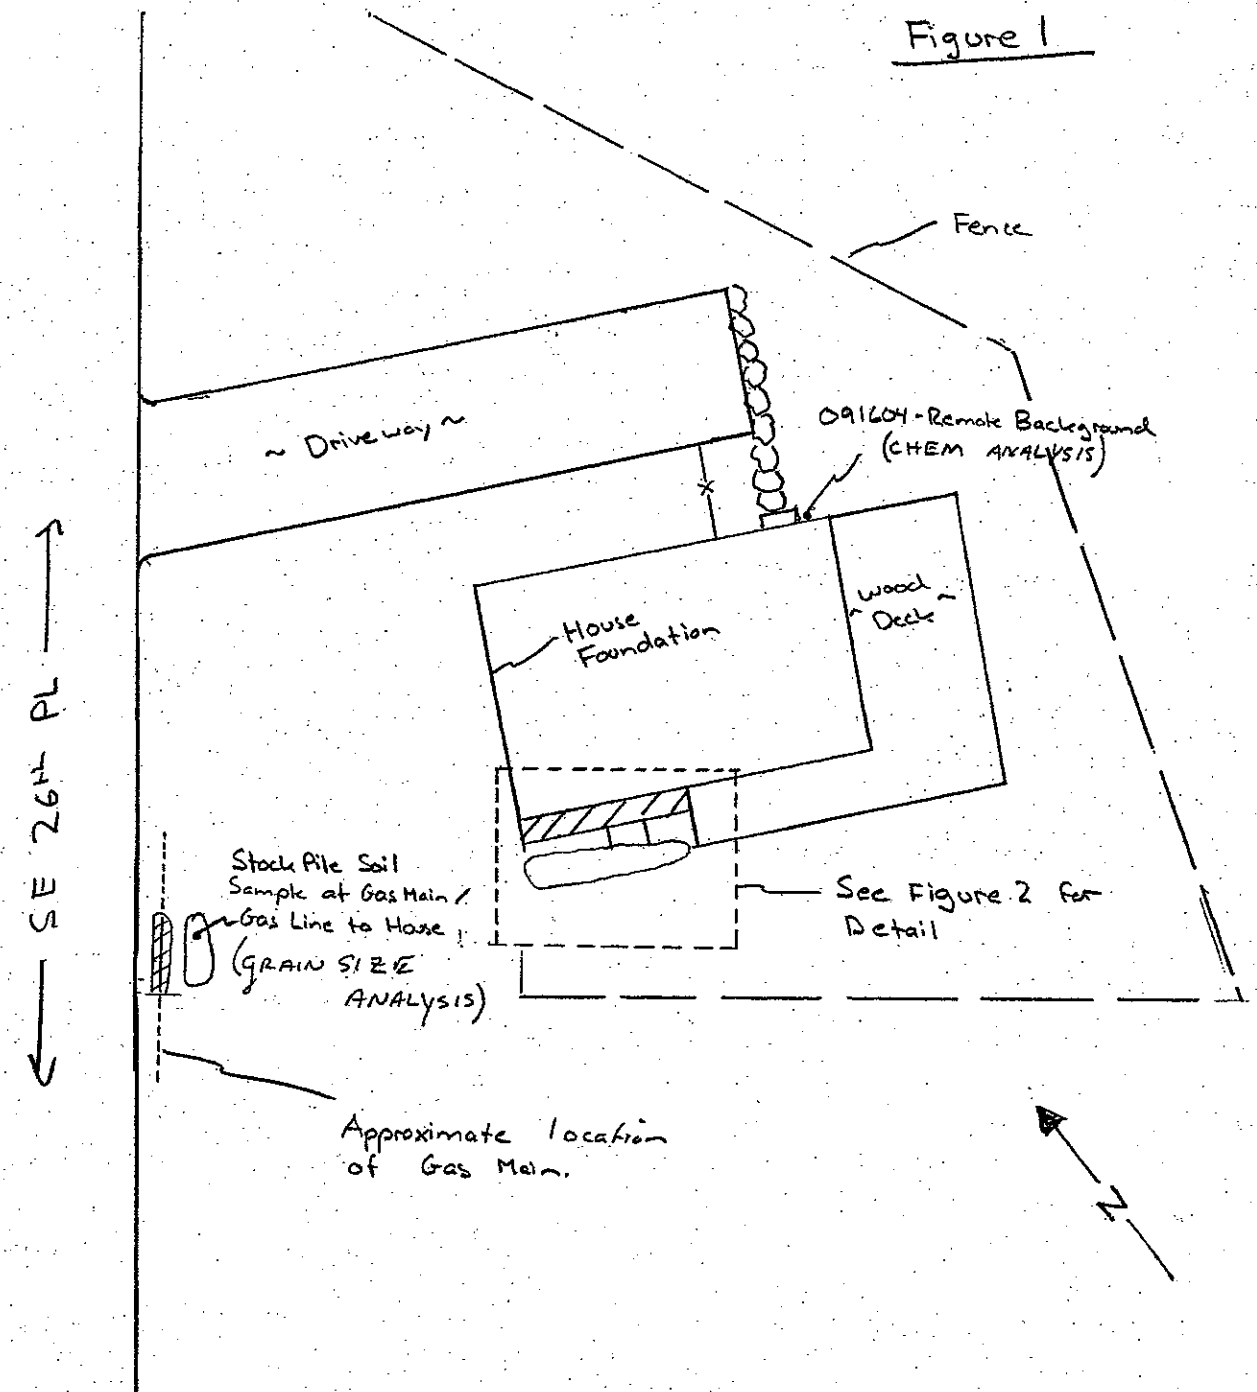 Figure 1
Fence
~ Driveway ~
091604-Remote Background
(CHEM ANALYSIS)
~ Wood ~
Deck
House
Foundation
SE 26th PL
Stock Pile Soil
Sample at Gas Main /
Gas Line to House
(GRAIN SIZE
ANALYSIS)
See Figure 2 for
Detail
Approximate location
of Gas Main.
N